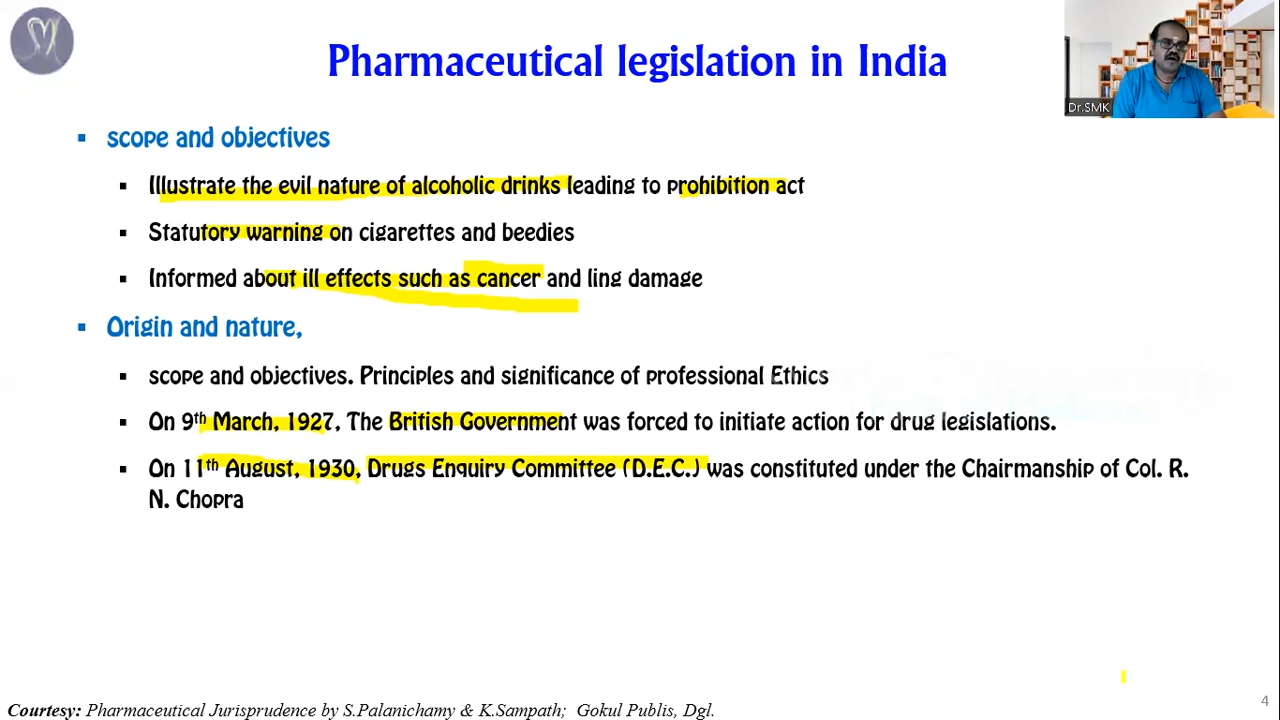 Pharmaceutical legislation in India
Dr.SMK
scope and objectives
Illustrate the evil nature of alcoholic drinks leading to prohibition act
Statutory warning on cigarettes and beedies
Informed about ill effects such as cancer and ling damage
Origin and nature,
scope and objectives. Principles and significance of professional Ethics
On 9th March, 1927, The British Government was forced to initiate action for drug legislations.
On 11th August, 1930, Drugs Enquiry Committee (D.E.C.) was constituted under the Chairmanship of Col. R.
N. Chopra
4
Courtesy: Pharmaceutical Jurisprudence by S.Palanichamy & K.Sampath; Gokul Publis, Dgl.